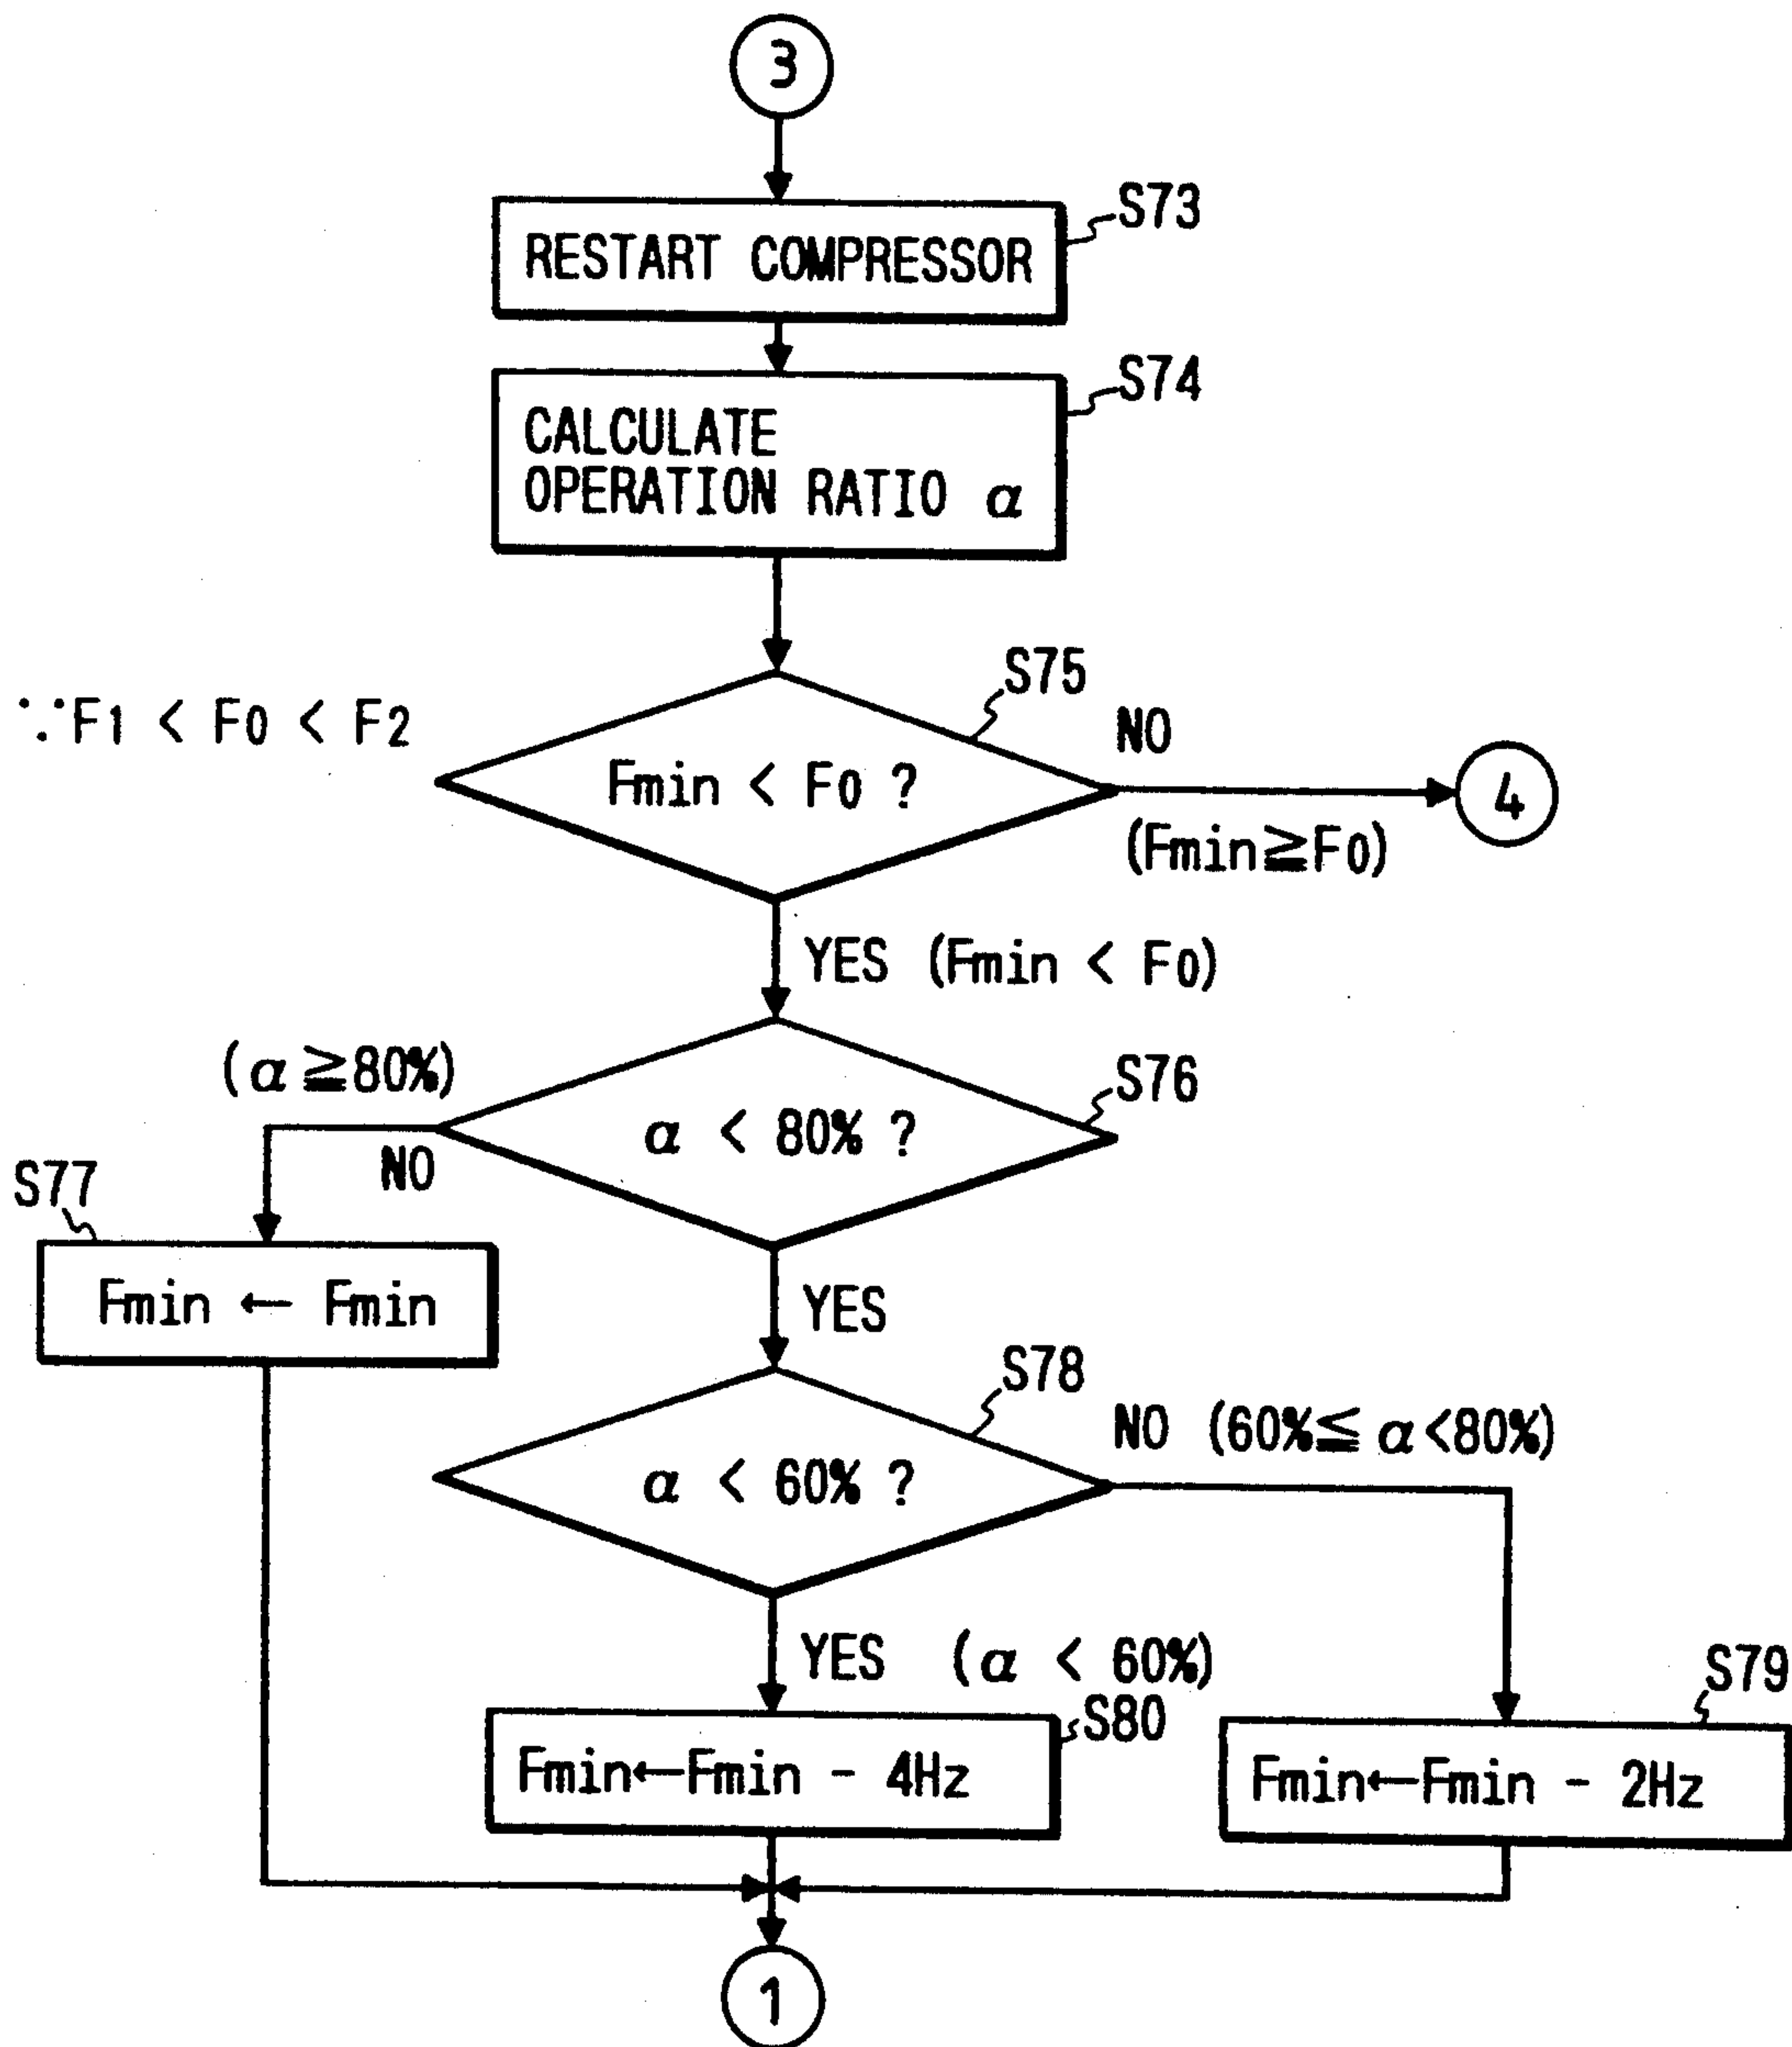 3
RESTART COMPRESSOR
S73
CALCULATE
OPERATION RATIO α
S74
∵F1 < F0 < F2
S75
Fmin < F0 ?
NO
(Fmin≧F0)
4
YES (Fmin < F0)
(α≧80%)
S76
α < 80% ?
NO
S77
Fmin ← Fmin
YES
S78
α < 60% ?
NO (60%≦α<80%)
YES (α < 60%)
S80
Fmin←Fmin - 4Hz
S79
Fmin←Fmin - 2Hz
1